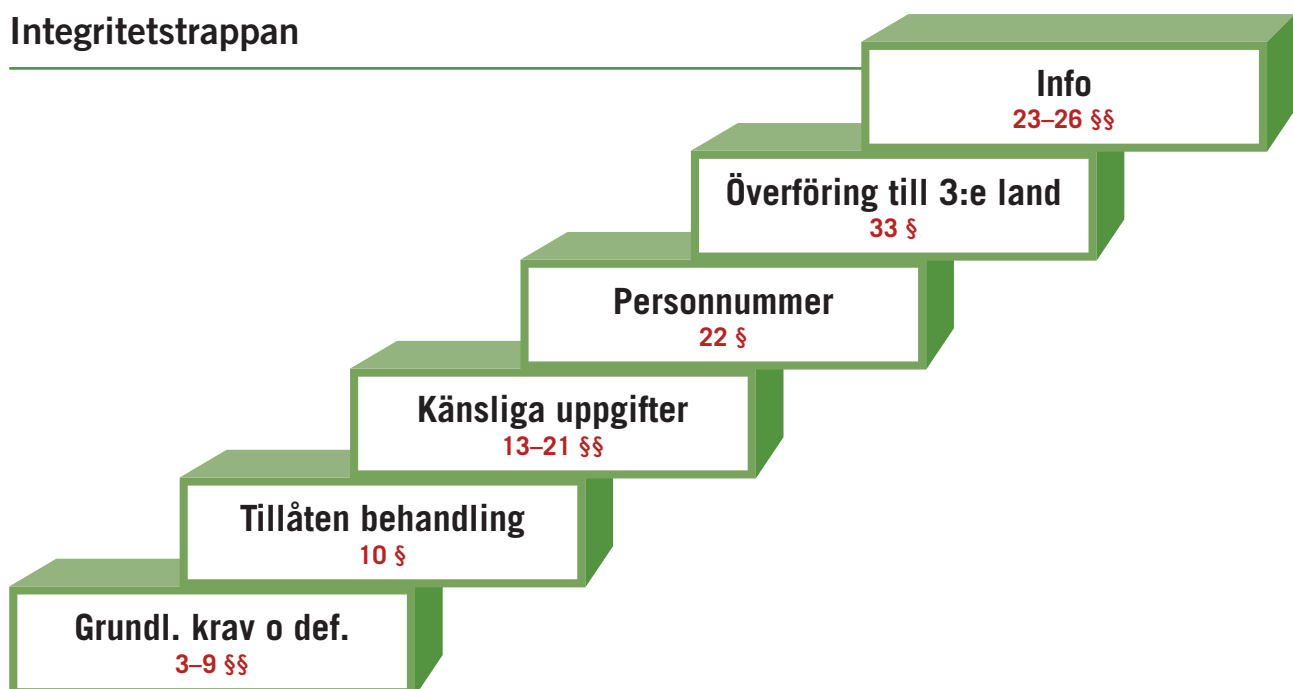 Integritetstrappan
Info
23–26 §§
Överföring till 3:e land
33 §
Personnummer
22 §
Känsliga uppgifter
13–21 §§
Tillåten behandling
10 §
Grundl. krav o def.
3–9 §§